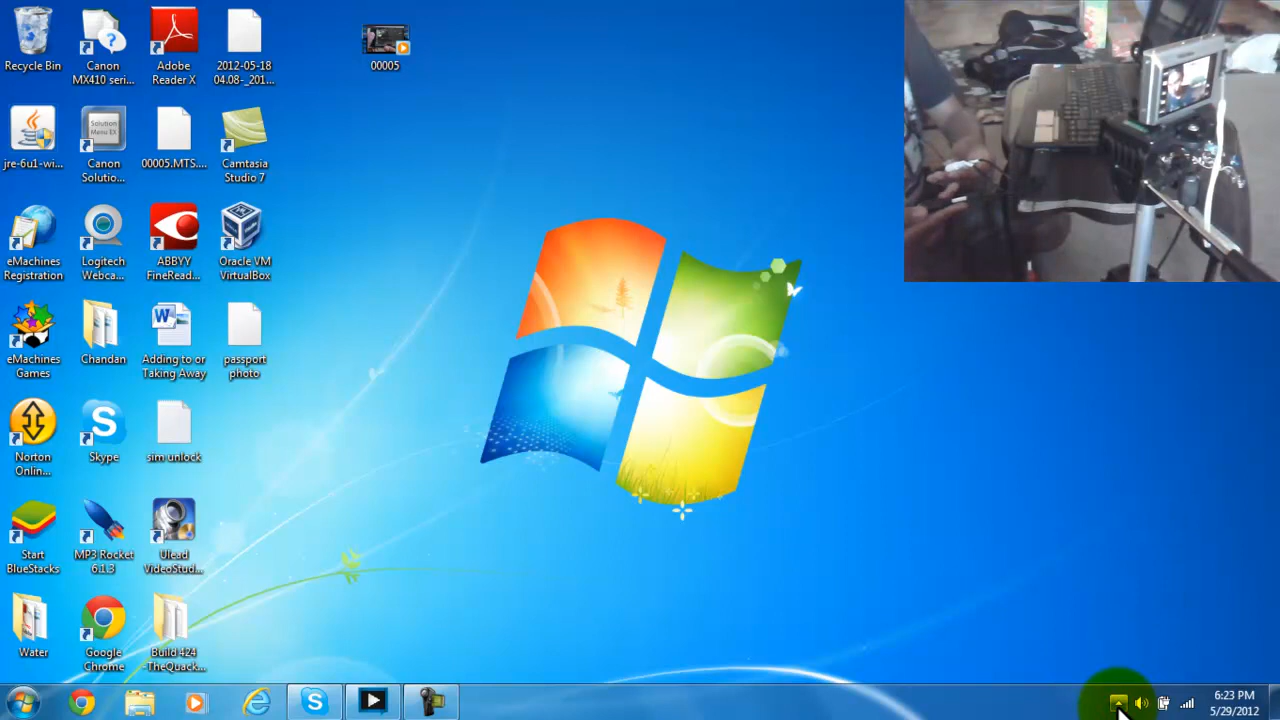 Recycle Bin
Canon
MX410 seri...
Adobe
Reader X
2012-05-18
04.08-_201...
00005
jre-6u1-wi...
Solution
Menu EX
Canon
Solutio...
00005.MTS....
Camtasia
Studio 7
eMachines
Registration
Logitech
Webca...
ABBYY
FineRead...
Oracle VM
VirtualBox
eMachines
Games
Chandan
Adding to or
Taking Away
passport
photo
Norton
Onlin...
Skype
sim unlock
Start
BlueStacks
MP3 Rocket
6.1.3
Ulead
VideoStud...
Water
Google
Chrome
Build 424
-TheQuack...
6:23 PM
5/29/2012